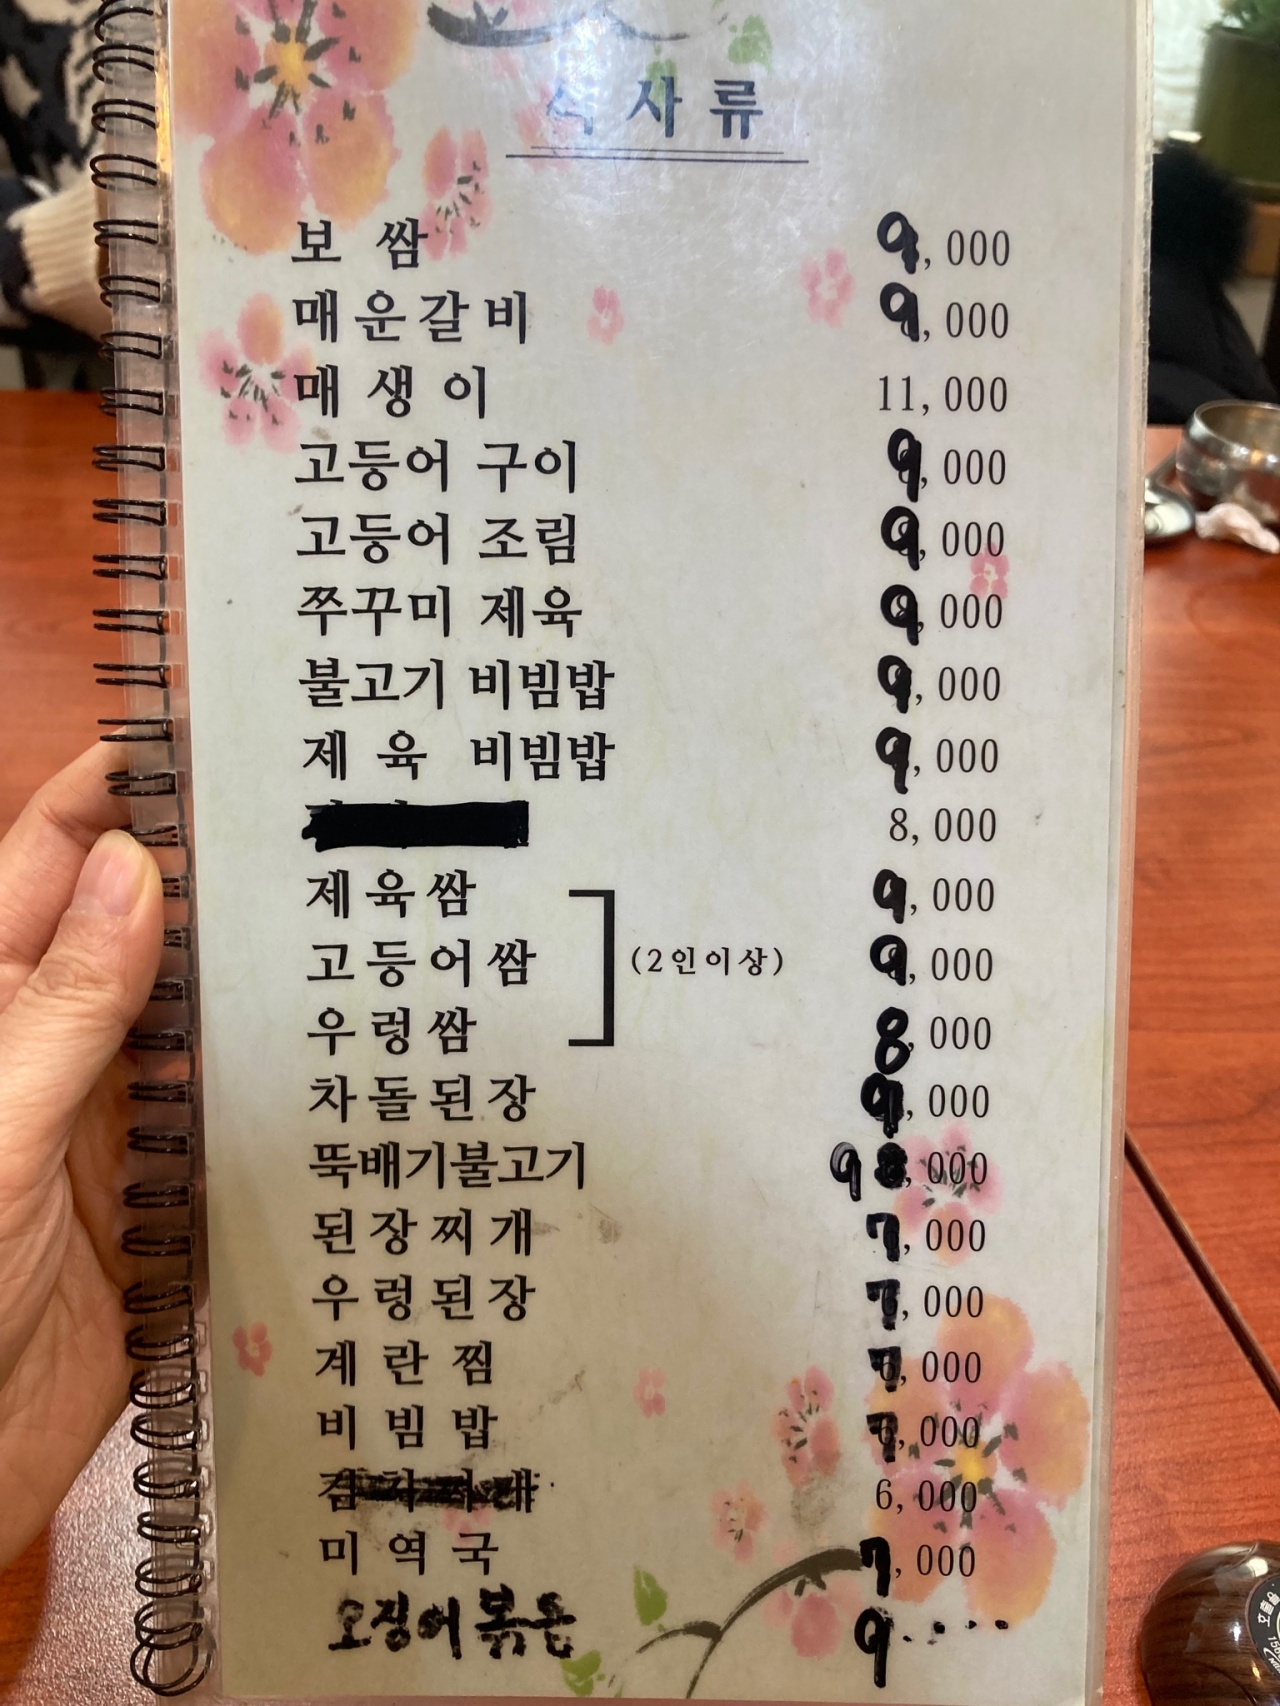 식사류
보 쌈 9,000
매운갈비 9,000
매 생 이 11,000
고등어 구이 9,000
고등어 조림 9,000
쭈꾸미 제육 9,000
불고기 비빔밥 9,000
제 육 비빔밥 9,000
8,000
제육쌈 9,000
고등어쌈 (2인이상) 9,000
우렁쌈 8,000
차돌된장 9,000
뚝배기불고기 9 8,000
된장찌개 7,000
우렁된장 7,000
계 란 찜 7,000
비 빔 밥 7,000
6,000
미 역 국 7,000
오징어볶음 9....